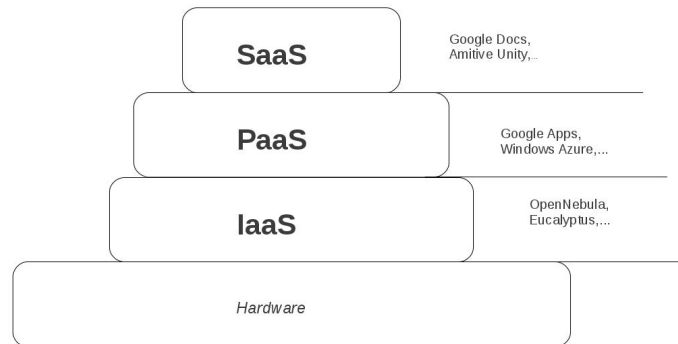 SaaS
Google Docs,
Amitive Unity,...
PaaS
Google Apps,
Windows Azure,...
IaaS
OpenNebula,
Eucalyptus,...
Hardware